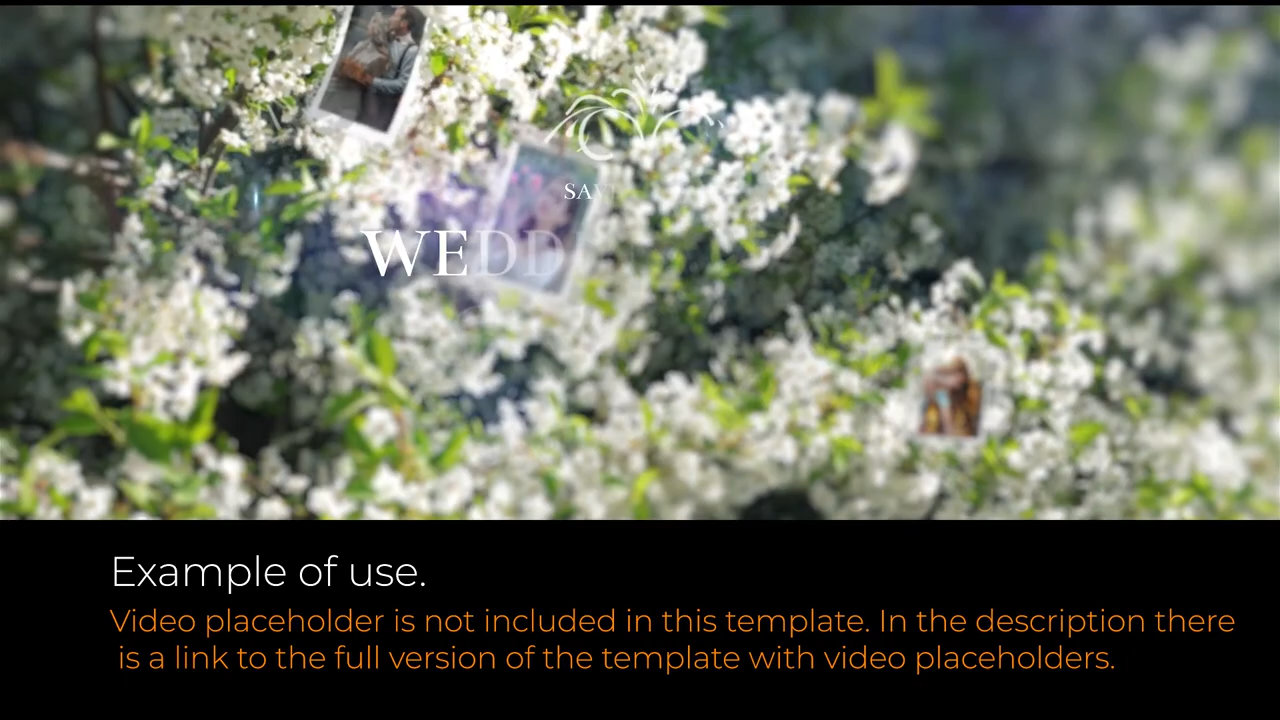 WEDD
Example of use.
Video placeholder is not included in this template. In the description there
is a link to the full version of the template with video placeholders.